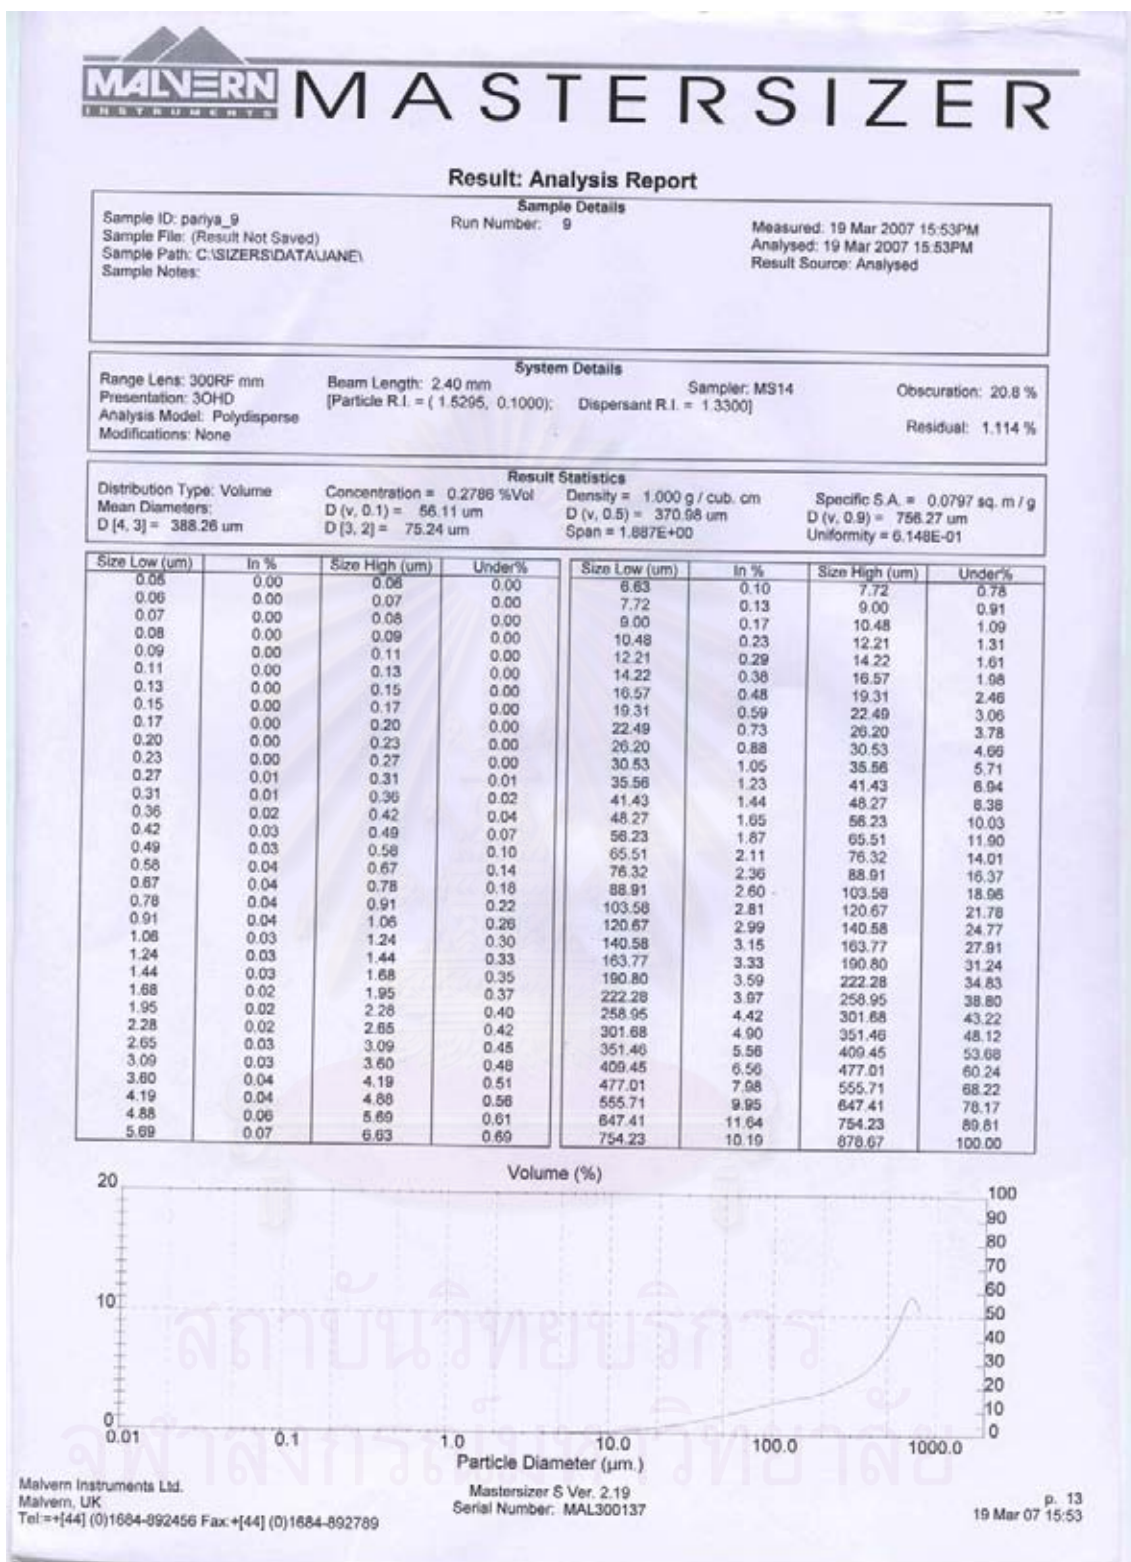 MALVERN
INSTRUMENTS
MASTERSIZER
Result: Analysis Report
Sample Details
Sample ID: pariya_9
Run Number: 9
Measured: 19 Mar 2007 15:53PM
Sample File: (Result Not Saved)
Analysed: 19 Mar 2007 15:53PM
Sample Path: C:\SIZERS\DATA\JANE\
Result Source: Analysed
Sample Notes:
System Details
Range Lens: 300RF mm Beam Length: 2.40 mm Sampler: MS14 Obscuration: 20.8 %
Presentation: 3OHD [Particle R.I. = ( 1.5295, 0.1000); Dispersant R.I. = 1.3300]
Analysis Model: Polydisperse Residual: 1.114 %
Modifications: None
Result Statistics
Distribution Type: Volume Concentration = 0.2786 %Vol Density = 1.000 g / cub. cm Specific S.A. = 0.0797 sq. m / g
Mean Diameters: D (v, 0.1) = 56.11 um D (v, 0.5) = 370.98 um D (v, 0.9) = 756.27 um
D [4, 3] = 388.26 um D [3, 2] = 75.24 um Span = 1.887E+00 Uniformity = 6.148E-01
Size Low (um) In % Size High (um) Under% Size Low (um) In % Size High (um) Under%
0.05 0.00 0.06 0.00 6.63 0.10 7.72 0.78
0.06 0.00 0.07 0.00 7.72 0.13 9.00 0.91
0.07 0.00 0.08 0.00 9.00 0.17 10.48 1.09
0.08 0.00 0.09 0.00 10.48 0.23 12.21 1.31
0.09 0.00 0.11 0.00 12.21 0.29 14.22 1.61
0.11 0.00 0.13 0.00 14.22 0.38 16.57 1.98
0.13 0.00 0.15 0.00 16.57 0.48 19.31 2.46
0.15 0.00 0.17 0.00 19.31 0.59 22.49 3.06
0.17 0.00 0.20 0.00 22.49 0.73 26.20 3.78
0.20 0.00 0.23 0.00 26.20 0.88 30.53 4.66
0.23 0.00 0.27 0.00 30.53 1.05 35.56 5.71
0.27 0.01 0.31 0.01 35.56 1.23 41.43 6.94
0.31 0.01 0.36 0.02 41.43 1.44 48.27 8.38
0.36 0.02 0.42 0.04 48.27 1.65 56.23 10.03
0.42 0.03 0.49 0.07 56.23 1.87 65.51 11.90
0.49 0.03 0.58 0.10 65.51 2.11 76.32 14.01
0.58 0.04 0.67 0.14 76.32 2.36 88.91 16.37
0.67 0.04 0.78 0.18 88.91 2.60 103.58 18.96
0.78 0.04 0.91 0.22 103.58 2.81 120.67 21.78
0.91 0.04 1.06 0.26 120.67 2.99 140.58 24.77
1.06 0.03 1.24 0.30 140.58 3.15 163.77 27.91
1.24 0.03 1.44 0.33 163.77 3.33 190.80 31.24
1.44 0.03 1.68 0.35 190.80 3.59 222.28 34.83
1.68 0.02 1.95 0.37 222.28 3.97 258.95 38.80
1.95 0.02 2.28 0.40 258.95 4.42 301.68 43.22
2.28 0.02 2.65 0.42 301.68 4.90 351.46 48.12
2.65 0.03 3.09 0.45 351.46 5.56 409.45 53.68
3.09 0.03 3.60 0.48 409.45 6.56 477.01 60.24
3.60 0.04 4.19 0.51 477.01 7.98 555.71 68.22
4.19 0.04 4.88 0.56 555.71 9.95 647.41 78.17
4.88 0.06 5.69 0.61 647.41 11.64 754.23 89.81
5.69 0.07 6.63 0.69 754.23 10.19 878.67 100.00
Volume (%)
20 100
90
80
70
60
10 50
40
30
20
10
0 0
0.01 0.1 1.0 10.0 100.0 1000.0
Particle Diameter (µm.)
สถาบันวิทยบริการ
จุฬาลงกรณ์มหาวิทยาลัย
Malvern Instruments Ltd.
Malvern, UK
Tel:=+[44] (0)1684-892456 Fax:+[44] (0)1684-892789
Mastersizer S Ver. 2.19
Serial Number: MAL300137
p. 13
19 Mar 07 15:53